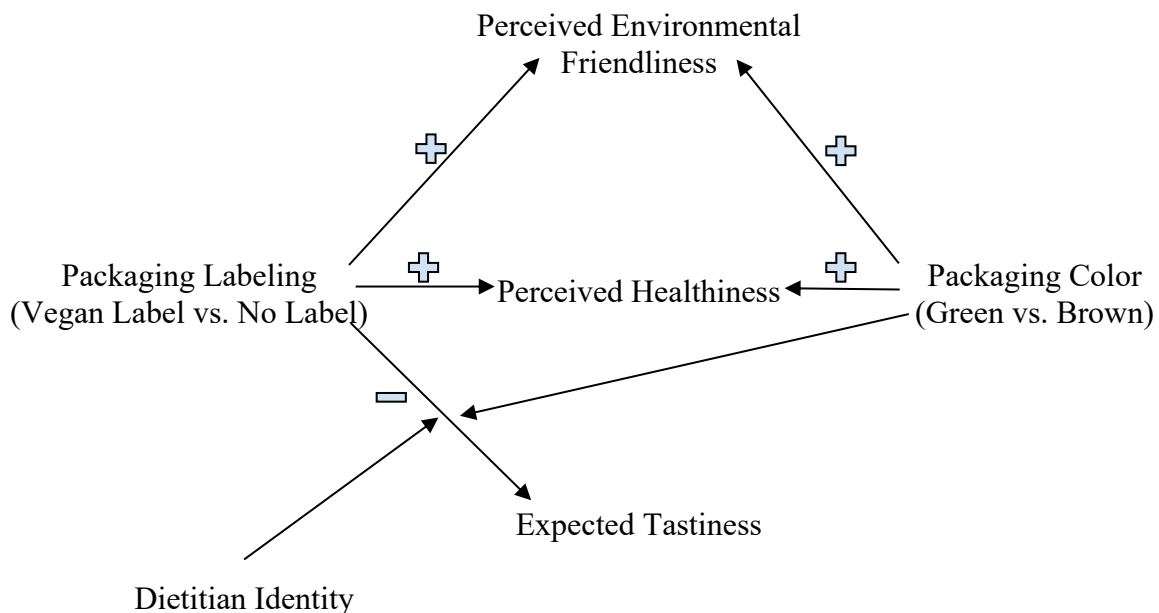 Perceived Environmental
Friendliness
Packaging Labeling
(Vegan Label vs. No Label)
Perceived Healthiness
Packaging Color
(Green vs. Brown)
Expected Tastiness
Dietitian Identity